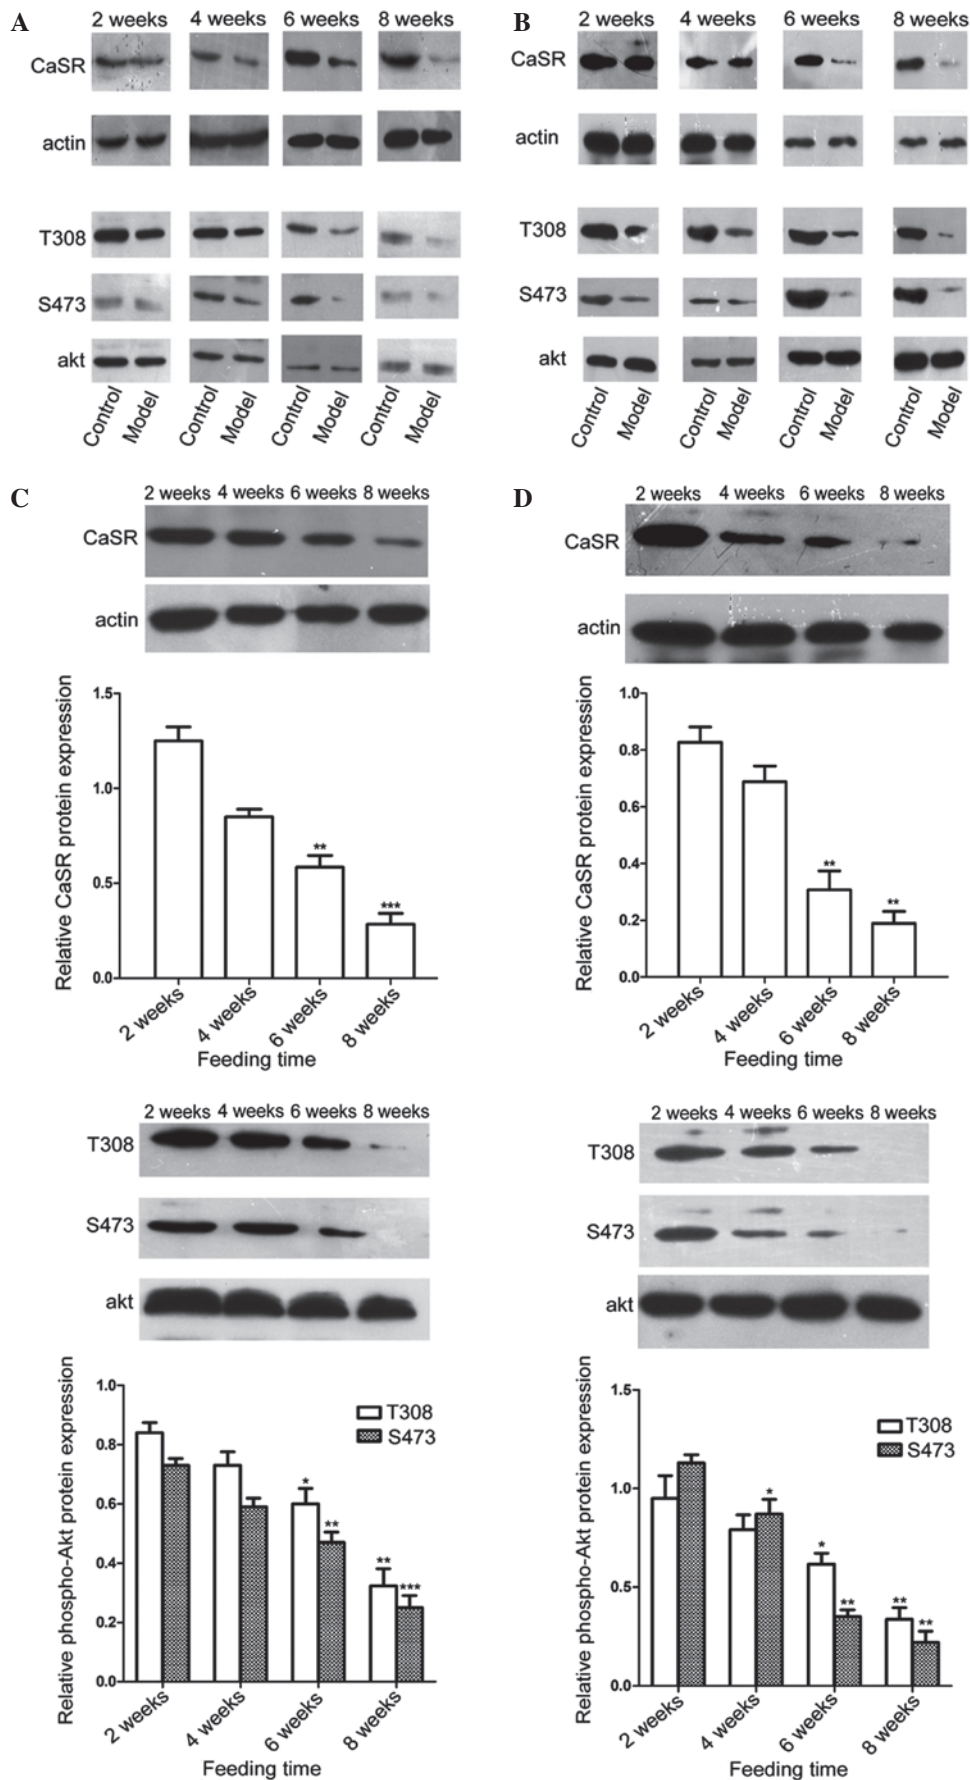 A
2 weeks 4 weeks 6 weeks 8 weeks
CaSR
actin
T308
S473
akt
Control Model Control Model Control Model Control Model
B
2 weeks 4 weeks 6 weeks 8 weeks
CaSR
actin
T308
S473
akt
Control Model Control Model Control Model Control Model
C
2 weeks 4 weeks 6 weeks 8 weeks
CaSR
actin
Relative CaSR protein expression
1.5
1.0
0.5
0.0
**
***
2 weeks 4 weeks 6 weeks 8 weeks
Feeding time
2 weeks 4 weeks 6 weeks 8 weeks
T308
S473
akt
Relative phospho-Akt protein expression
1.0
0.8
0.6
0.4
0.2
0.0
T308
S473
*
**
**
***
2 weeks 4 weeks 6 weeks 8 weeks
Feeding time
D
2 weeks 4 weeks 6 weeks 8 weeks
CaSR
actin
Relative CaSR protein expression
1.0
0.8
0.6
0.4
0.2
0.0
**
**
2 weeks 4 weeks 6 weeks 8 weeks
Feeding time
2 weeks 4 weeks 6 weeks 8 weeks
T308
S473
akt
Relative phospho-Akt protein expression
1.5
1.0
0.5
0.0
T308
S473
*
*
**
**
**
2 weeks 4 weeks 6 weeks 8 weeks
Feeding time